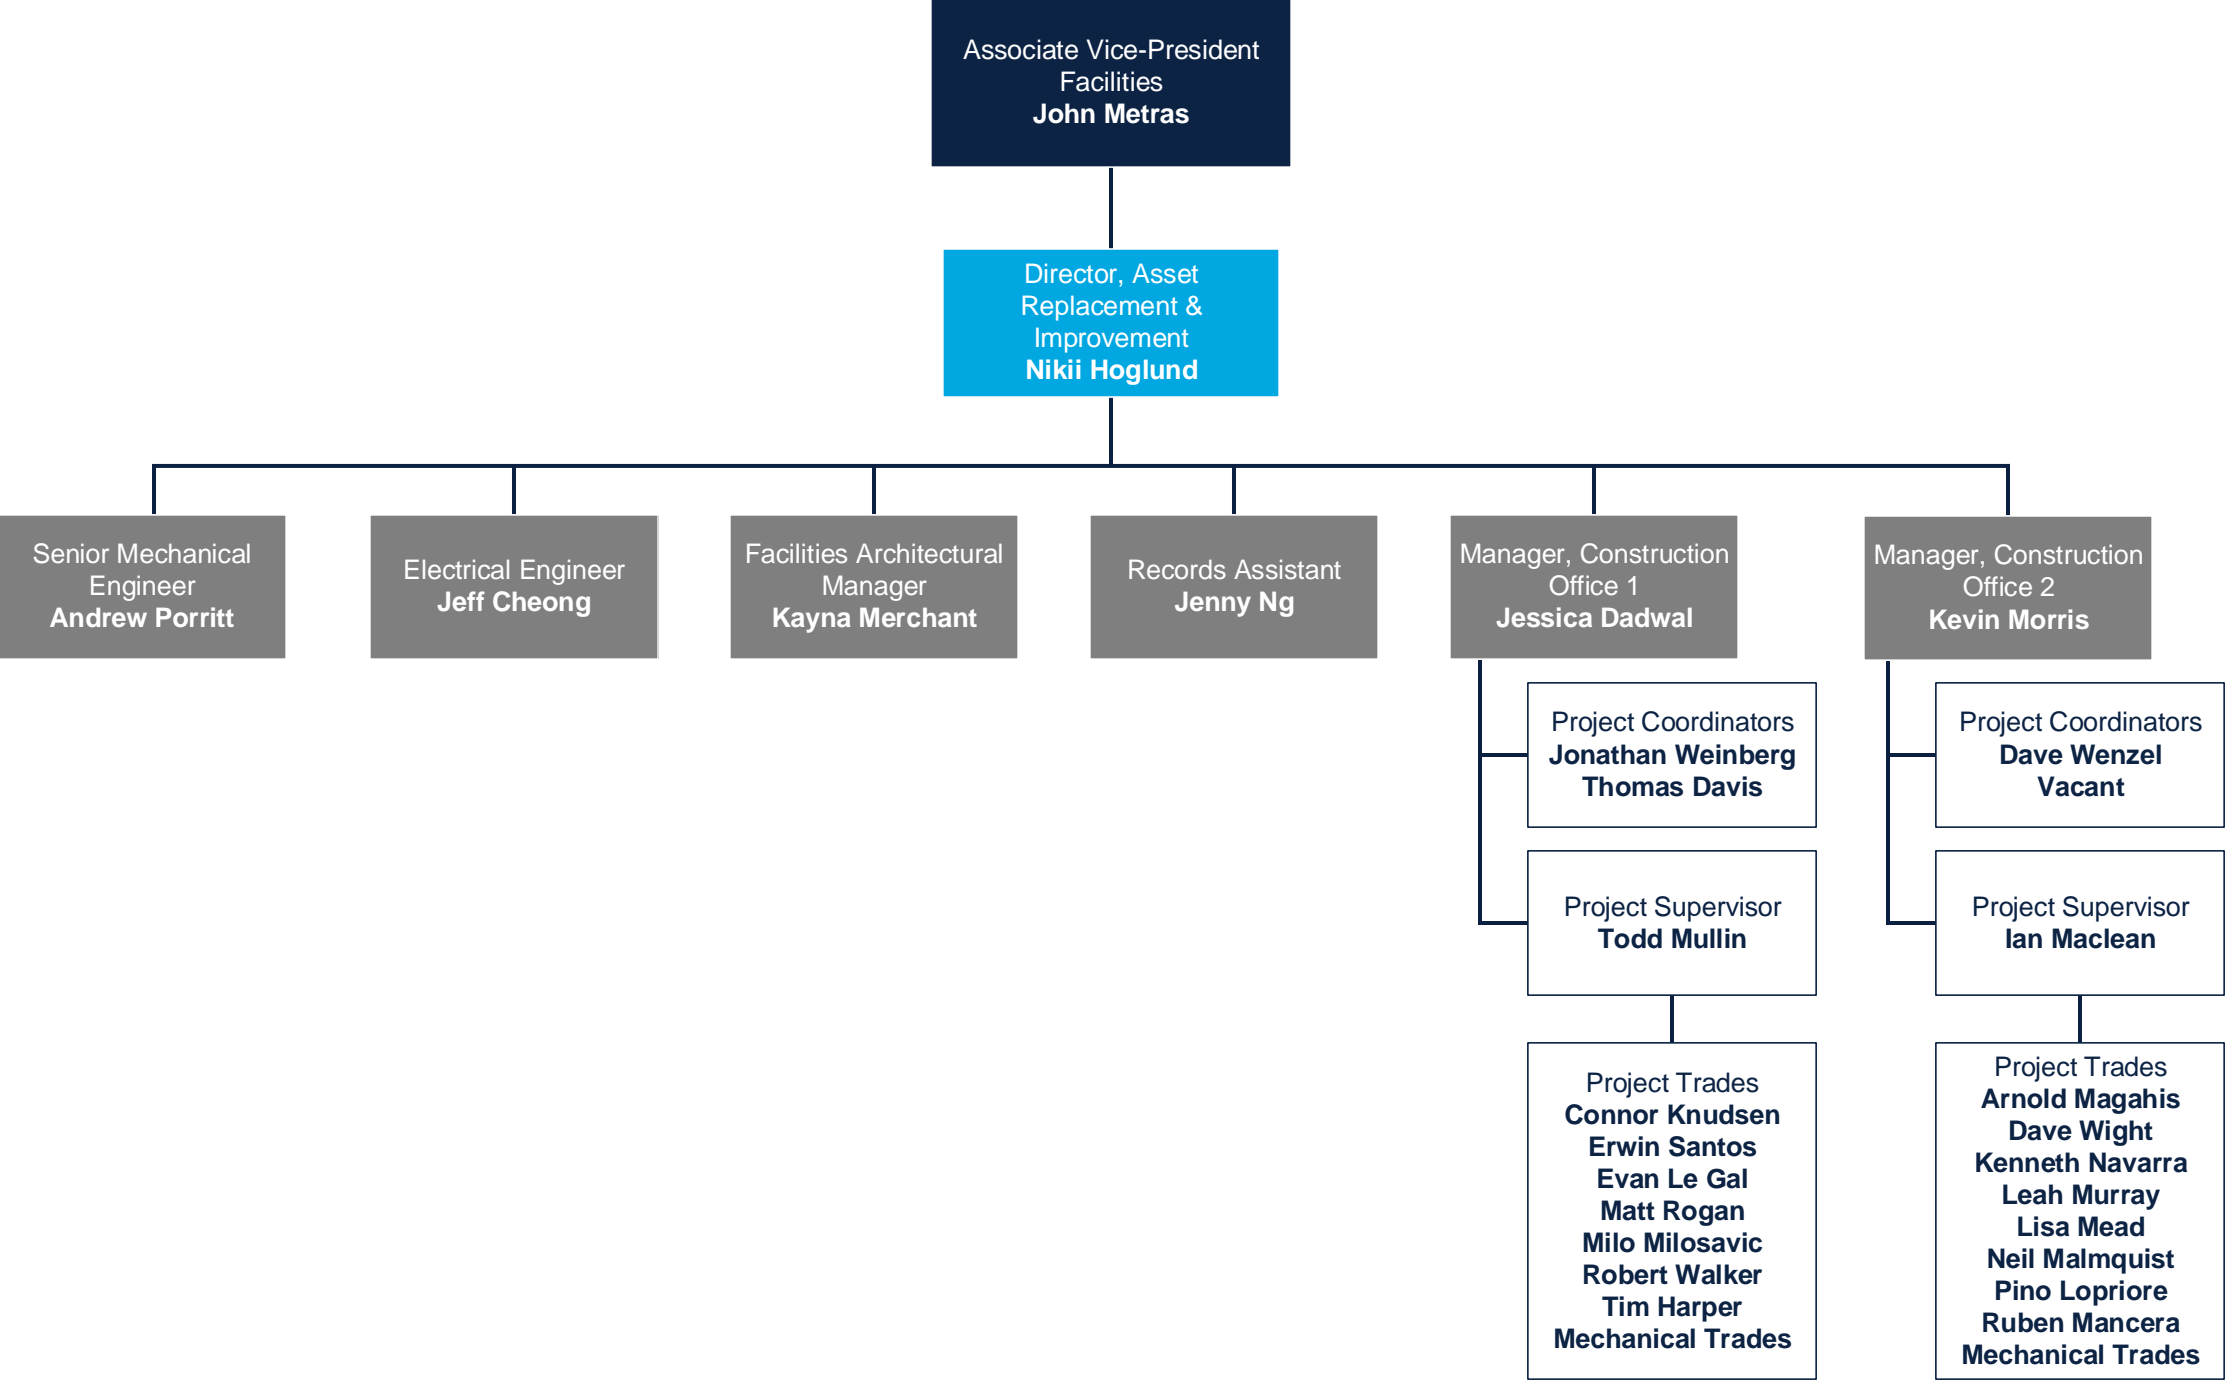 Associate Vice-President
Facilities
John Metras
Director, Asset
Replacement &
Improvement
Nikii Hoglund
Senior Mechanical
Engineer
Andrew Porritt
Electrical Engineer
Jeff Cheong
Facilities Architectural
Manager
Kayna Merchant
Records Assistant
Jenny Ng
Manager, Construction
Office 1
Jessica Dadwal
Manager, Construction
Office 2
Kevin Morris
Project Coordinators
Jonathan Weinberg
Thomas Davis
Project Supervisor
Todd Mullin
Project Trades
Connor Knudsen
Erwin Santos
Evan Le Gal
Matt Rogan
Milo Milosavic
Robert Walker
Tim Harper
Mechanical Trades
Project Coordinators
Dave Wenzel
Vacant
Project Supervisor
Ian Maclean
Project Trades
Arnold Magahis
Dave Wight
Kenneth Navarra
Leah Murray
Lisa Mead
Neil Malmquist
Pino Lopriore
Ruben Mancera
Mechanical Trades